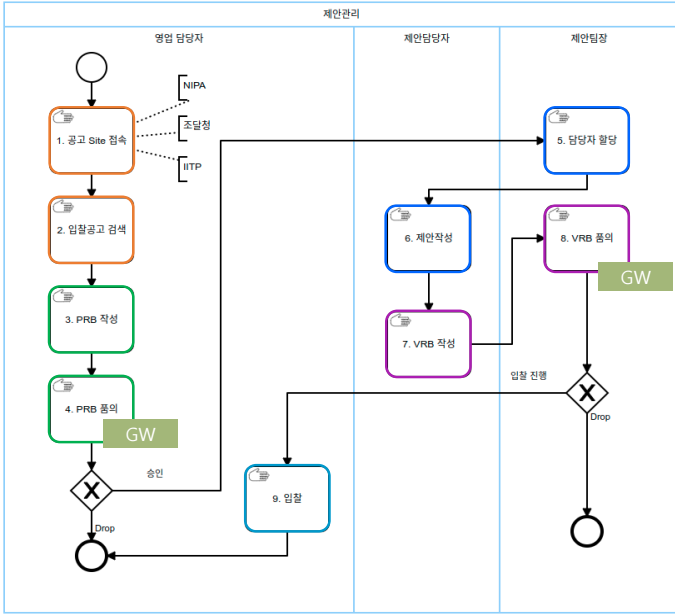 제안관리
영업 담당자
제안담당자
제안팀장
NIPA
조달청
IITP
1. 공고 Site 접속
2. 입찰공고 검색
3. PRB 작성
4. PRB 품의
GW
승인
Drop
5. 담당자 할당
6. 제안작성
7. VRB 작성
8. VRB 품의
GW
입찰 진행
Drop
9. 입찰